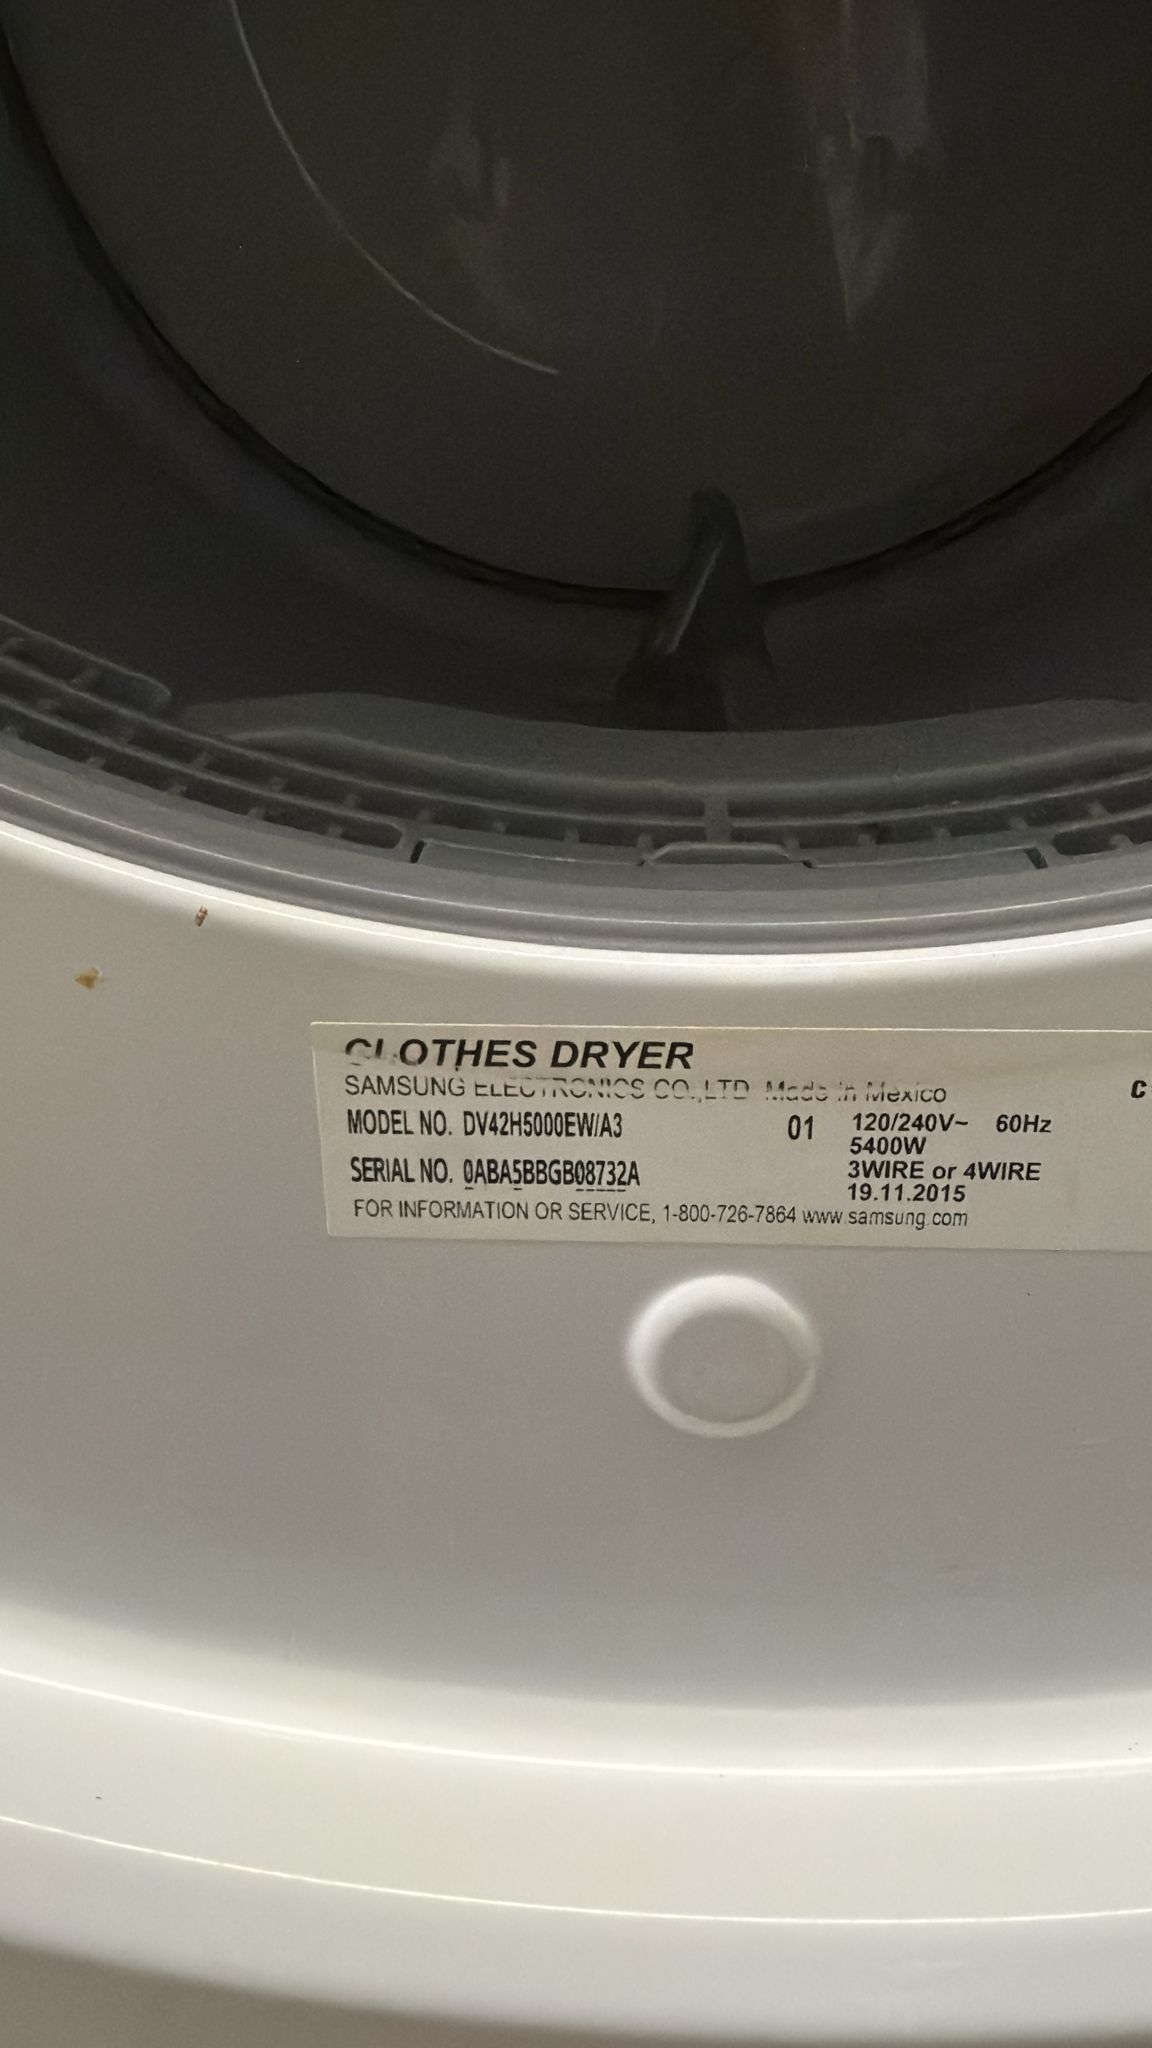 CLOTHES DRYER
SAMSUNG ELECTRONICS CO.,LTD Made in Mexico
MODEL NO. DV42H5000EW/A3 01 120/240V~ 60Hz
5400W
SERIAL NO. 0ABA5BBGB08732A 3WIRE or 4WIRE
19.11.2015
FOR INFORMATION OR SERVICE, 1-800-726-7864 www.samsung.com